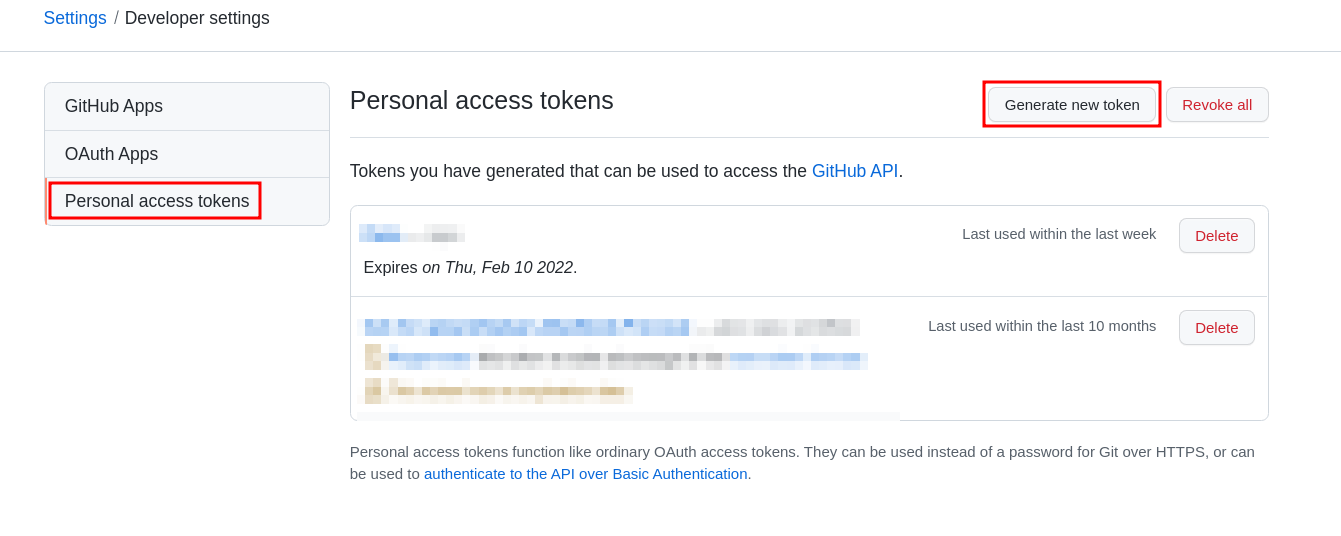 Settings / Developer settings
GitHub Apps
OAuth Apps
Personal access tokens
Personal access tokens
Generate new token
Revoke all
Tokens you have generated that can be used to access the GitHub API.
Last used within the last week
Delete
Expires on Thu, Feb 10 2022.
Last used within the last 10 months
Delete
Personal access tokens function like ordinary OAuth access tokens. They can be used instead of a password for Git over HTTPS, or can
be used to authenticate to the API over Basic Authentication.